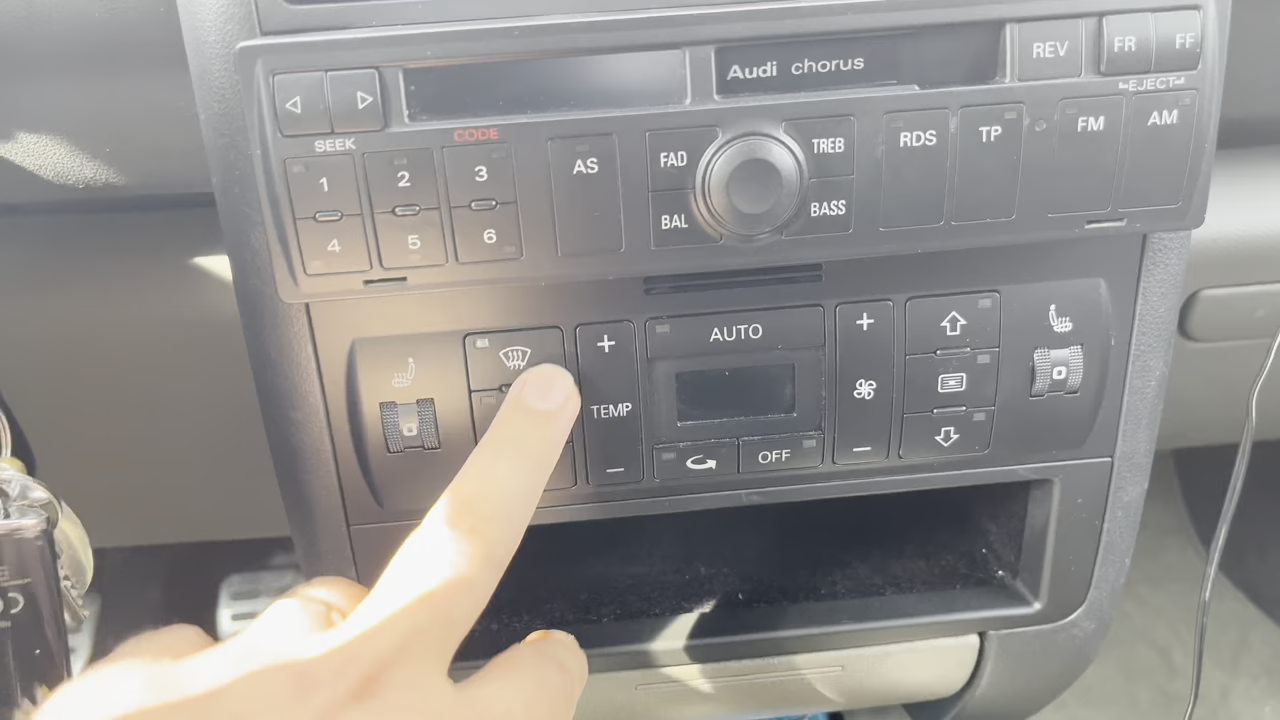 Audi chorus
REV
FR
FF
EJECT
SEEK
CODE
1
2
3
4
5
6
AS
FAD
BAL
TREB
BASS
RDS
TP
FM
AM
+
TEMP
−
AUTO
OFF
+
−